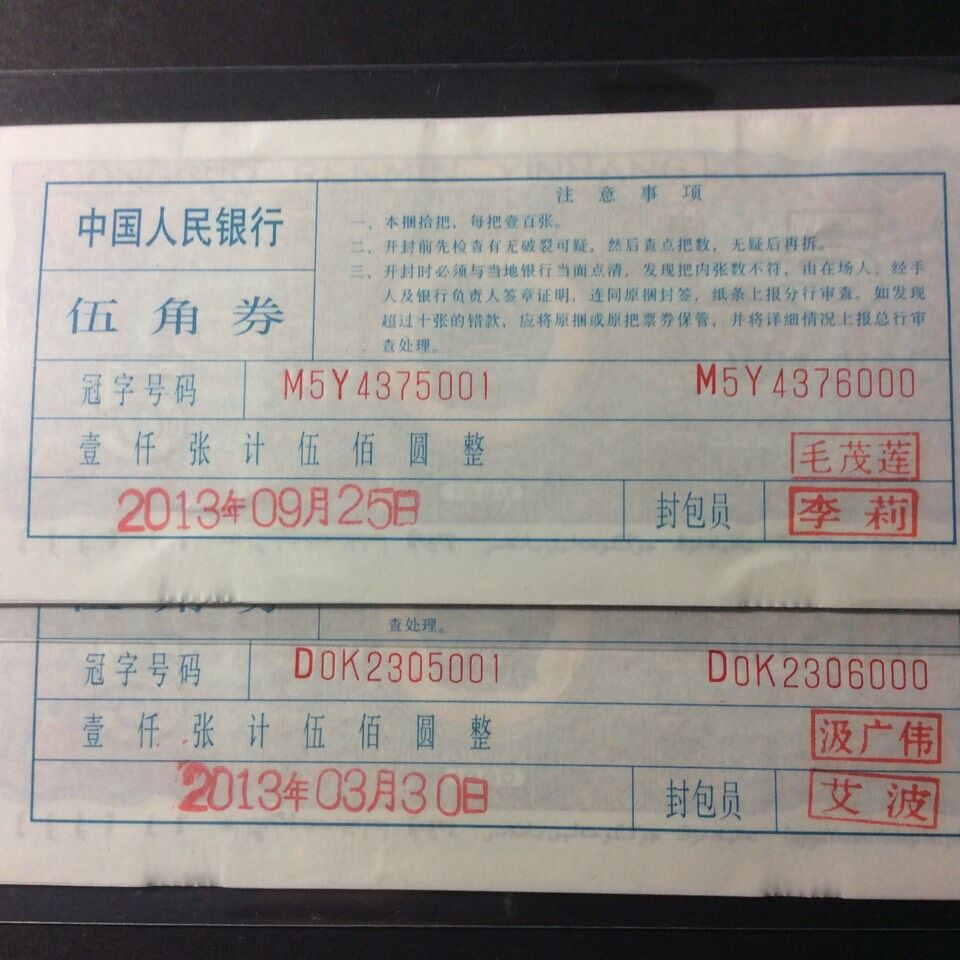 中国人民银行
伍角券
注意事项
一、本捆拾把，每把壹百张。
二、开封前先检查有无破裂可疑，然后查点把数，无疑后再拆。
三、开封时必须与当地银行当面点清，发现把内张数不符，由在场人、经手
人及银行负责人签章证明，连同原捆封签，纸条上报分行审查。如发现
超过十张的错款，应将原捆或原把票券保管，并将详细情况上报总行审
查处理。
冠字号码 M5Y4375001 M5Y4376000
壹仟张计伍佰圆整 毛茂莲
2013年09月25日 封包员 李莉
伍角券
查处理。
冠字号码 D0K2305001 D0K2306000
壹仟张计伍佰圆整 汲广伟
2013年03月30日 封包员 艾波